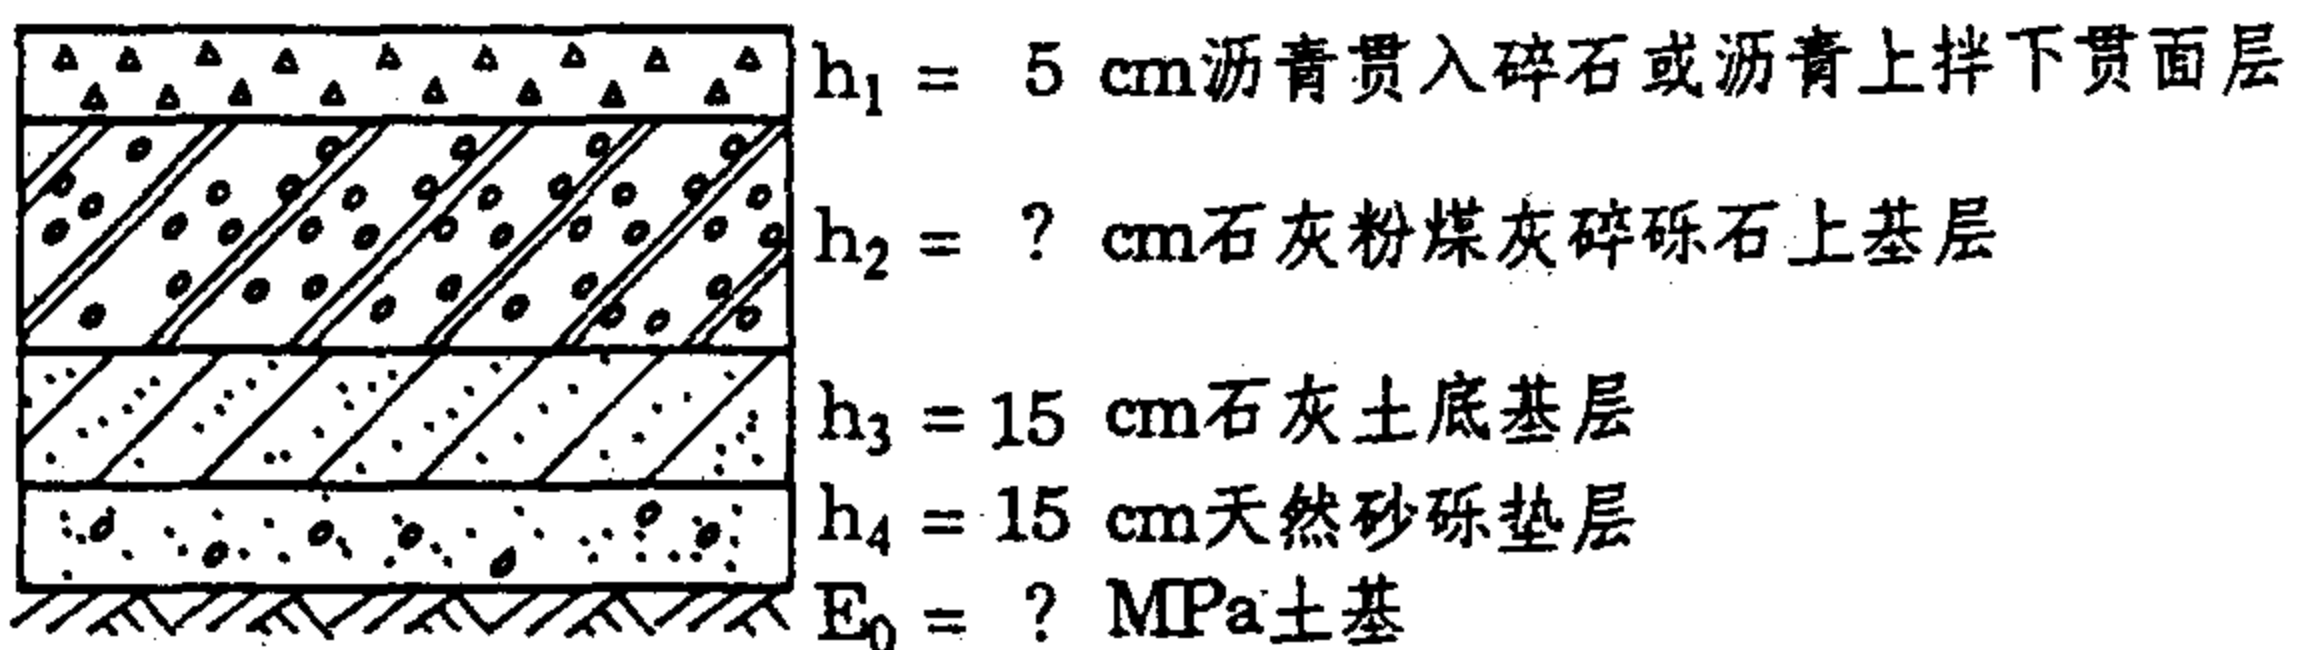 h₁ = 5 cm沥青贯入碎石或沥青上拌下贯面层
h₂ = ? cm石灰粉煤灰碎砾石上基层
h₃ = 15 cm石灰土底基层
h₄ = 15 cm天然砂砾垫层
E₀ = ? MPa土基